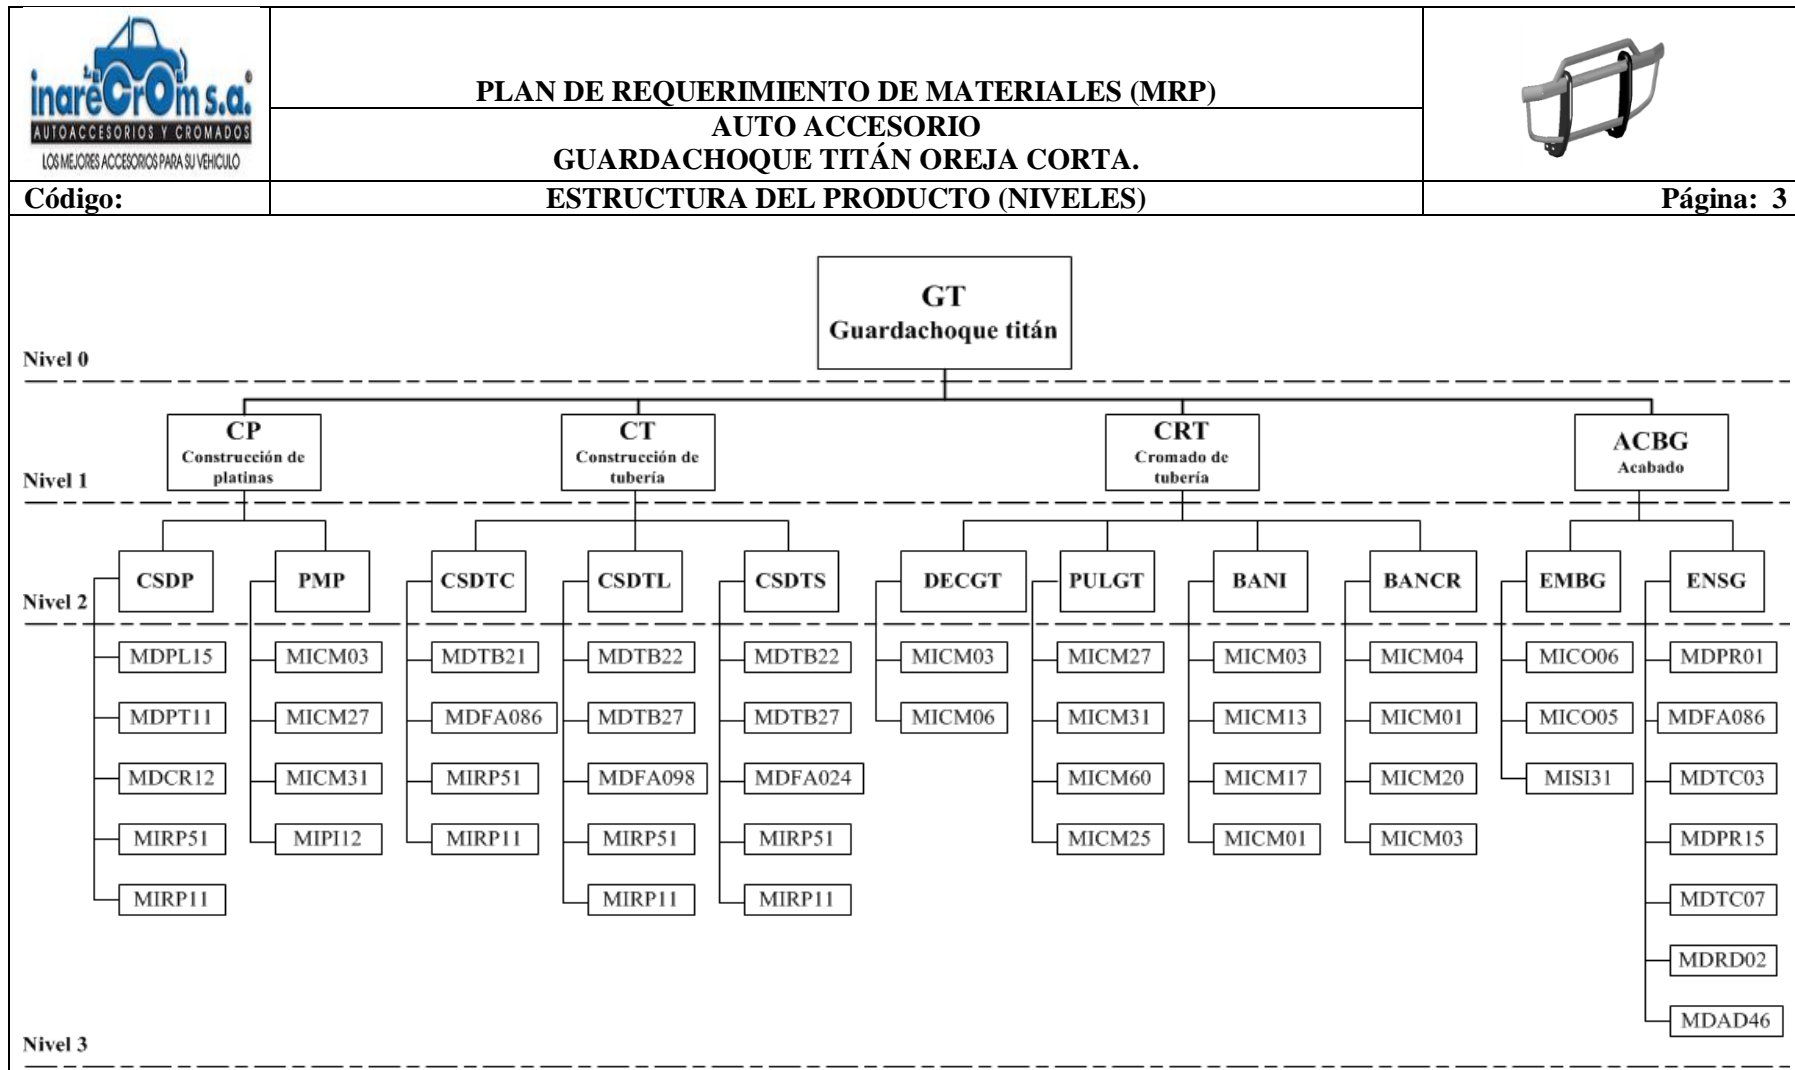 inarecrom s.a.®
AUTOACCESORIOS Y CROMADOS
LOS MEJORES ACCESORIOS PARA SU VEHICULO
PLAN DE REQUERIMIENTO DE MATERIALES (MRP)
AUTO ACCESORIO
GUARDACHOQUE TITÁN OREJA CORTA.
Código:
ESTRUCTURA DEL PRODUCTO (NIVELES)
Página: 3
GT
Guardachoque titán
Nivel 0
CP
Construcción de
platinas
CT
Construcción de
tubería
CRT
Cromado de
tubería
ACBG
Acabado
Nivel 1
CSDP PMP CSDTC CSDTL CSDTS DECGT PULGT BANI BANCR EMBG ENSG
Nivel 2
MDPL15 MICM03 MDTB21 MDTB22 MDTB22 MICM03 MICM27 MICM03 MICM04 MICO06 MDPR01
MDPT11 MICM27 MDFA086 MDTB27 MDTB27 MICM06 MICM31 MICM13 MICM01 MICO05 MDFA086
MDCR12 MICM31 MIRP51 MDFA098 MDFA024 MICM60 MICM17 MICM20 MISI31 MDTC03
MIRP51 MIPI12 MIRP11 MIRP51 MIRP51 MICM25 MICM01 MICM03 MDPR15
MIRP11 MIRP11 MIRP11 MDTC07
MDRD02
MDAD46
Nivel 3